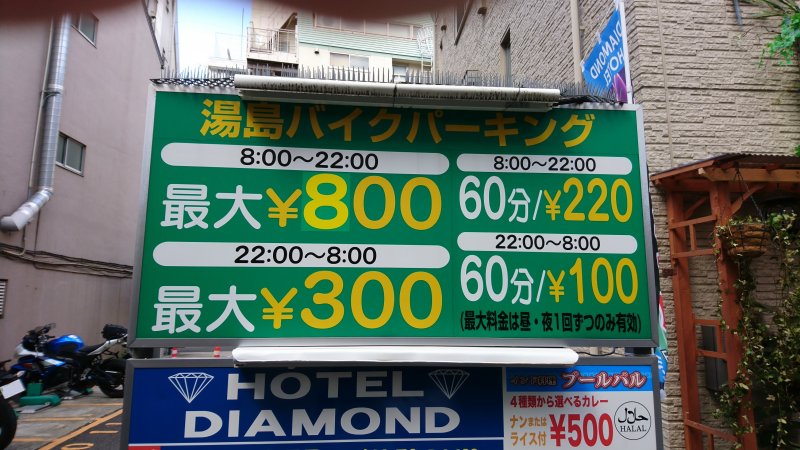 湯島バイクパーキング
8:00〜22:00
最大¥800
22:00〜8:00
最大¥300
8:00〜22:00
60分/¥220
22:00〜8:00
60分/¥100
(最大料金は昼・夜1回ずつのみ有効)
DIAMOND
HOTEL
HOTEL
DIAMOND
プールパル
4種類から選べるカレー
ナンまたは
ライス付 ¥500
حلال
HALAL